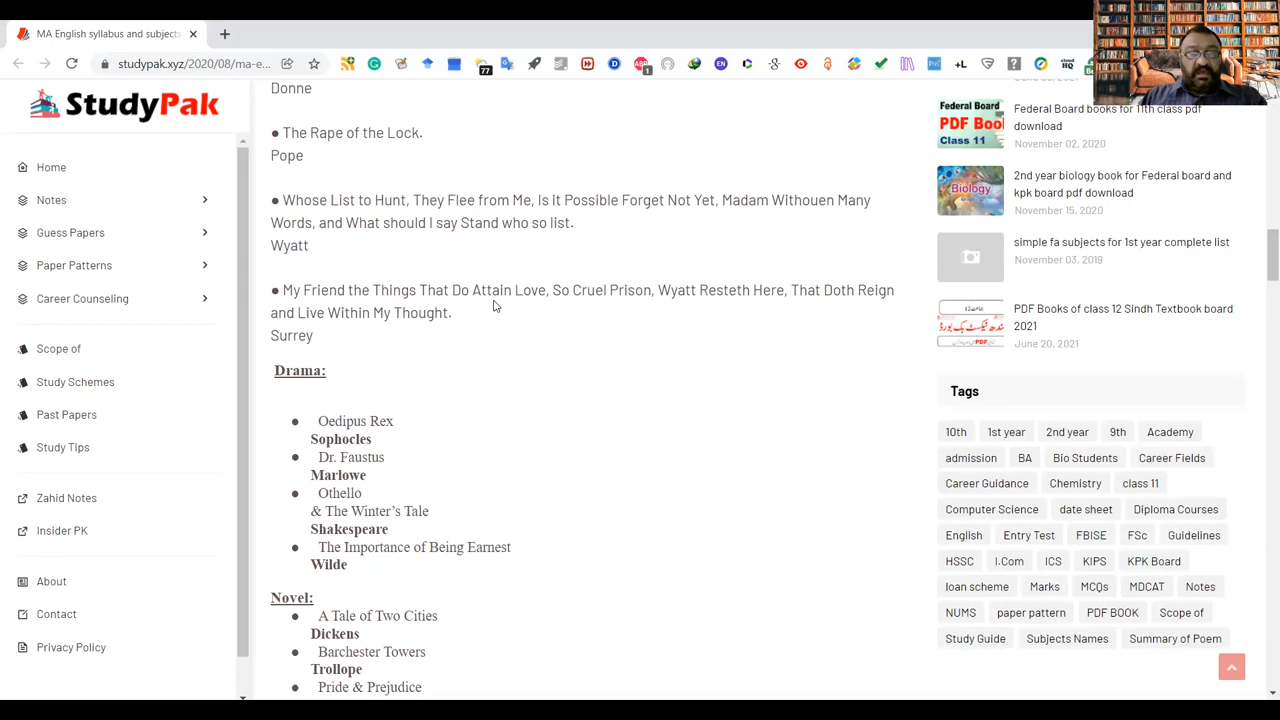 MA English syllabus and subjects
studypak.xyz/2020/08/ma-e...
StudyPak
Home
Notes
Guess Papers
Paper Patterns
Career Counseling
Scope of
Study Schemes
Past Papers
Study Tips
Zahid Notes
Insider PK
About
Contact
Privacy Policy
Donne
● The Rape of the Lock.
Pope
● Whose List to Hunt, They Flee from Me, Is it Possible Forget Not Yet, Madam Withouen Many
Words, and What should I say Stand who so list.
Wyatt
● My Friend the Things That Do Attain Love, So Cruel Prison, Wyatt Resteth Here, That Doth Reign
and Live Within My Thought.
Surrey
Drama:
● Oedipus Rex
Sophocles
● Dr. Faustus
Marlowe
● Othello
& The Winter's Tale
Shakespeare
● The Importance of Being Earnest
Wilde
Novel:
● A Tale of Two Cities
Dickens
● Barchester Towers
Trollope
● Pride & Prejudice
Federal Board
PDF Boo
Class 11
Federal Board books for 11th class pdf
download
November 02, 2020
Biology
2nd year biology book for Federal board and
kpk board pdf download
November 15, 2020
simple fa subjects for 1st year complete list
November 03, 2019
PDF Books of class 12 Sindh Textbook board
2021
June 20, 2021
Tags
10th 1st year 2nd year 9th Academy
admission BA Bio Students Career Fields
Career Guidance Chemistry class 11
Computer Science date sheet Diploma Courses
English Entry Test FBISE FSc Guidelines
HSSC I.Com ICS KIPS KPK Board
loan scheme Marks MCQs MDCAT Notes
NUMS paper pattern PDF BOOK Scope of
Study Guide Subjects Names Summary of Poem